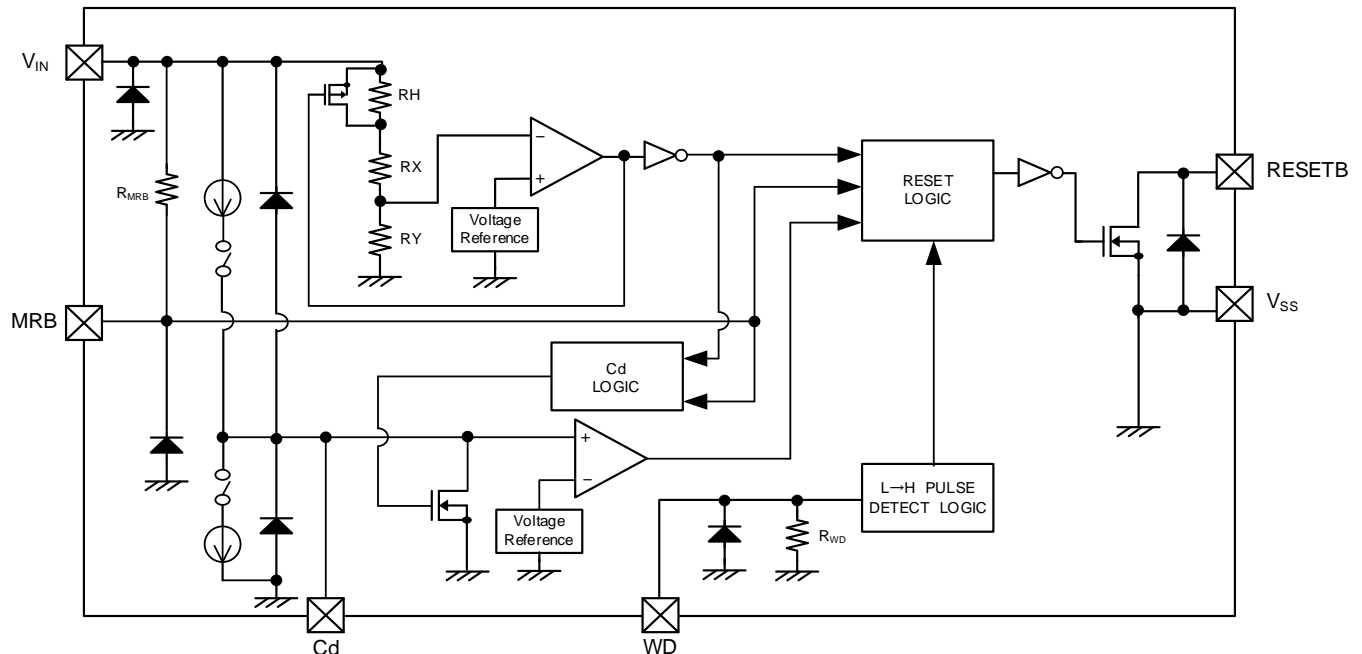 VIN
RH
RX
RY
RMRB
−
+
Voltage
Reference
RESET
LOGIC
RESETB
VSS
MRB
Cd
LOGIC
+
−
Voltage
Reference
L→H PULSE
DETECT LOGIC
RWD
Cd
WD